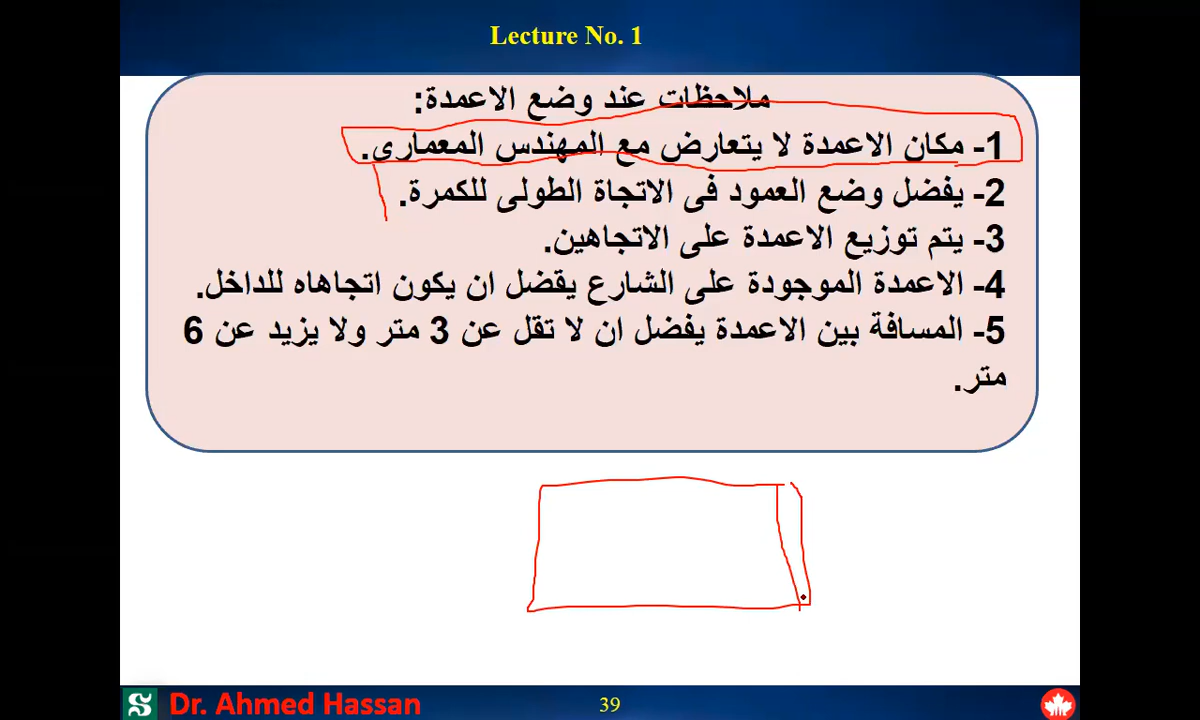 Lecture No. 1
ملاحظات عند وضع الاعمدة:
1- مكان الاعمدة لا يتعارض مع المهندس المعمارى.
2- يفضل وضع العمود فى الاتجاة الطولى للكمرة.
3- يتم توزيع الاعمدة على الاتجاهين.
4- الاعمدة الموجودة على الشارع يقضل ان يكون اتجاهاه للداخل.
5- المسافة بين الاعمدة يفضل ان لا تقل عن 3 متر ولا يزيد عن 6
متر.
Dr. Ahmed Hassan
39